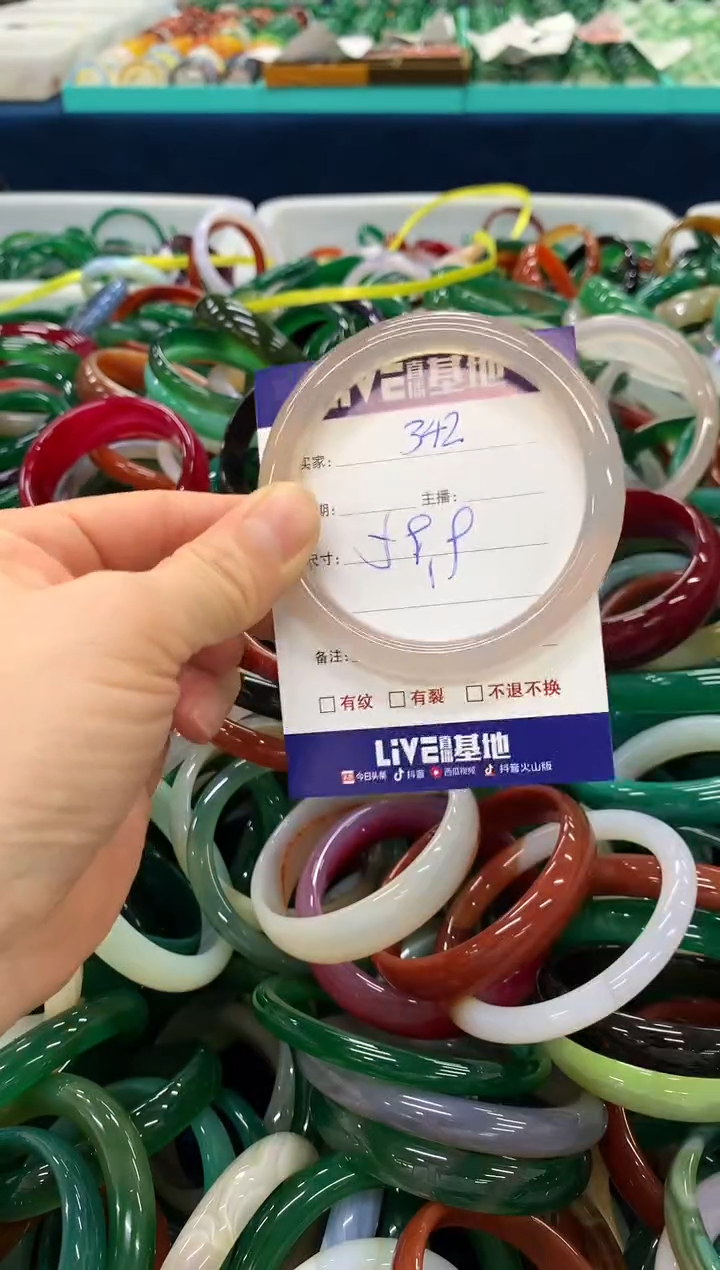 LiVE直播基地
买家: 342
期: 主播:
尺寸: 58.8
备注:
□有纹 □有裂 □不退不换
LiVE直播基地
今日头条 抖音 西瓜视频 抖音火山版